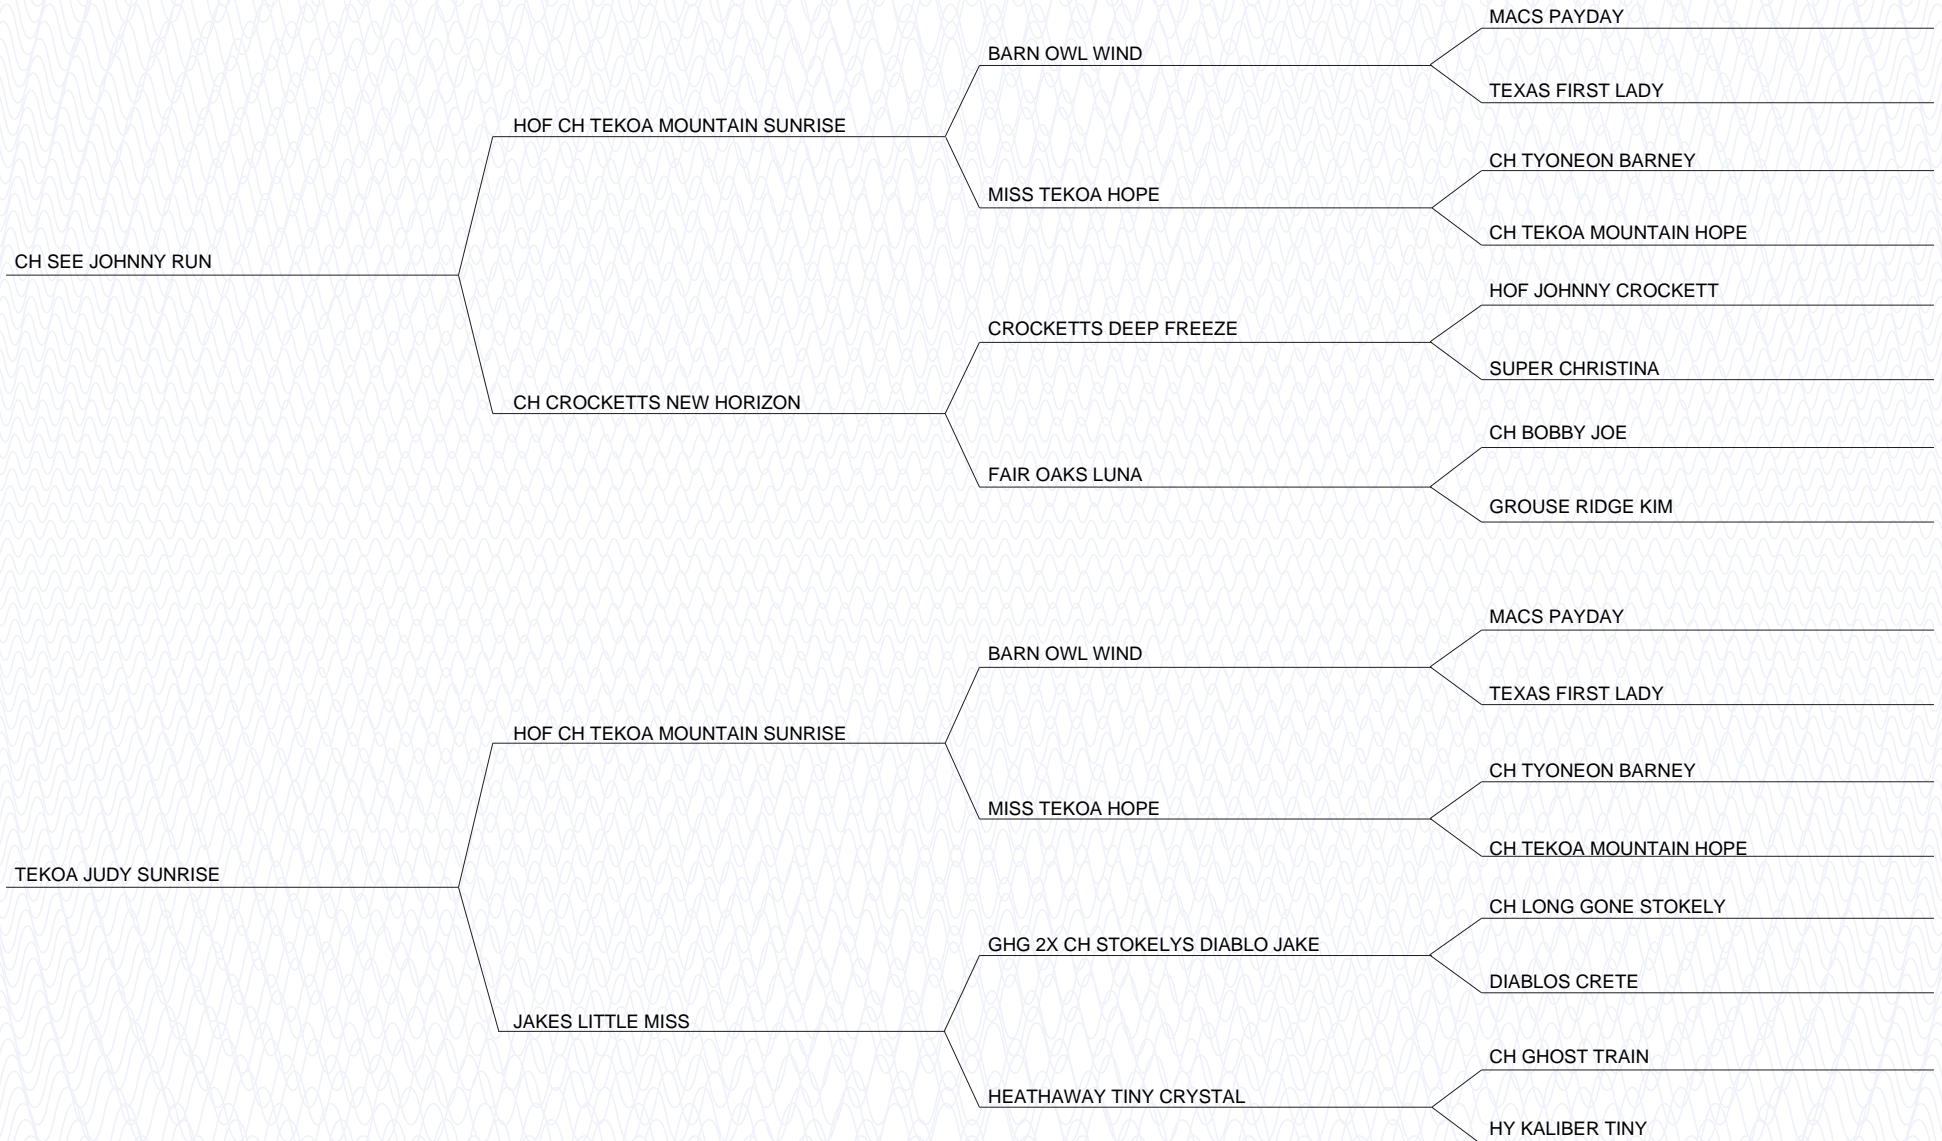 MACS PAYDAY
BARN OWL WIND
TEXAS FIRST LADY
HOF CH TEKOA MOUNTAIN SUNRISE
CH TYONEON BARNEY
MISS TEKOA HOPE
CH TEKOA MOUNTAIN HOPE
CH SEE JOHNNY RUN
HOF JOHNNY CROCKETT
CROCKETTS DEEP FREEZE
SUPER CHRISTINA
CH CROCKETTS NEW HORIZON
CH BOBBY JOE
FAIR OAKS LUNA
GROUSE RIDGE KIM
MACS PAYDAY
BARN OWL WIND
TEXAS FIRST LADY
HOF CH TEKOA MOUNTAIN SUNRISE
CH TYONEON BARNEY
MISS TEKOA HOPE
CH TEKOA MOUNTAIN HOPE
TEKOA JUDY SUNRISE
CH LONG GONE STOKELY
GHG 2X CH STOKELYS DIABLO JAKE
DIABLOS CRETE
JAKES LITTLE MISS
CH GHOST TRAIN
HEATHAWAY TINY CRYSTAL
HY KALIBER TINY